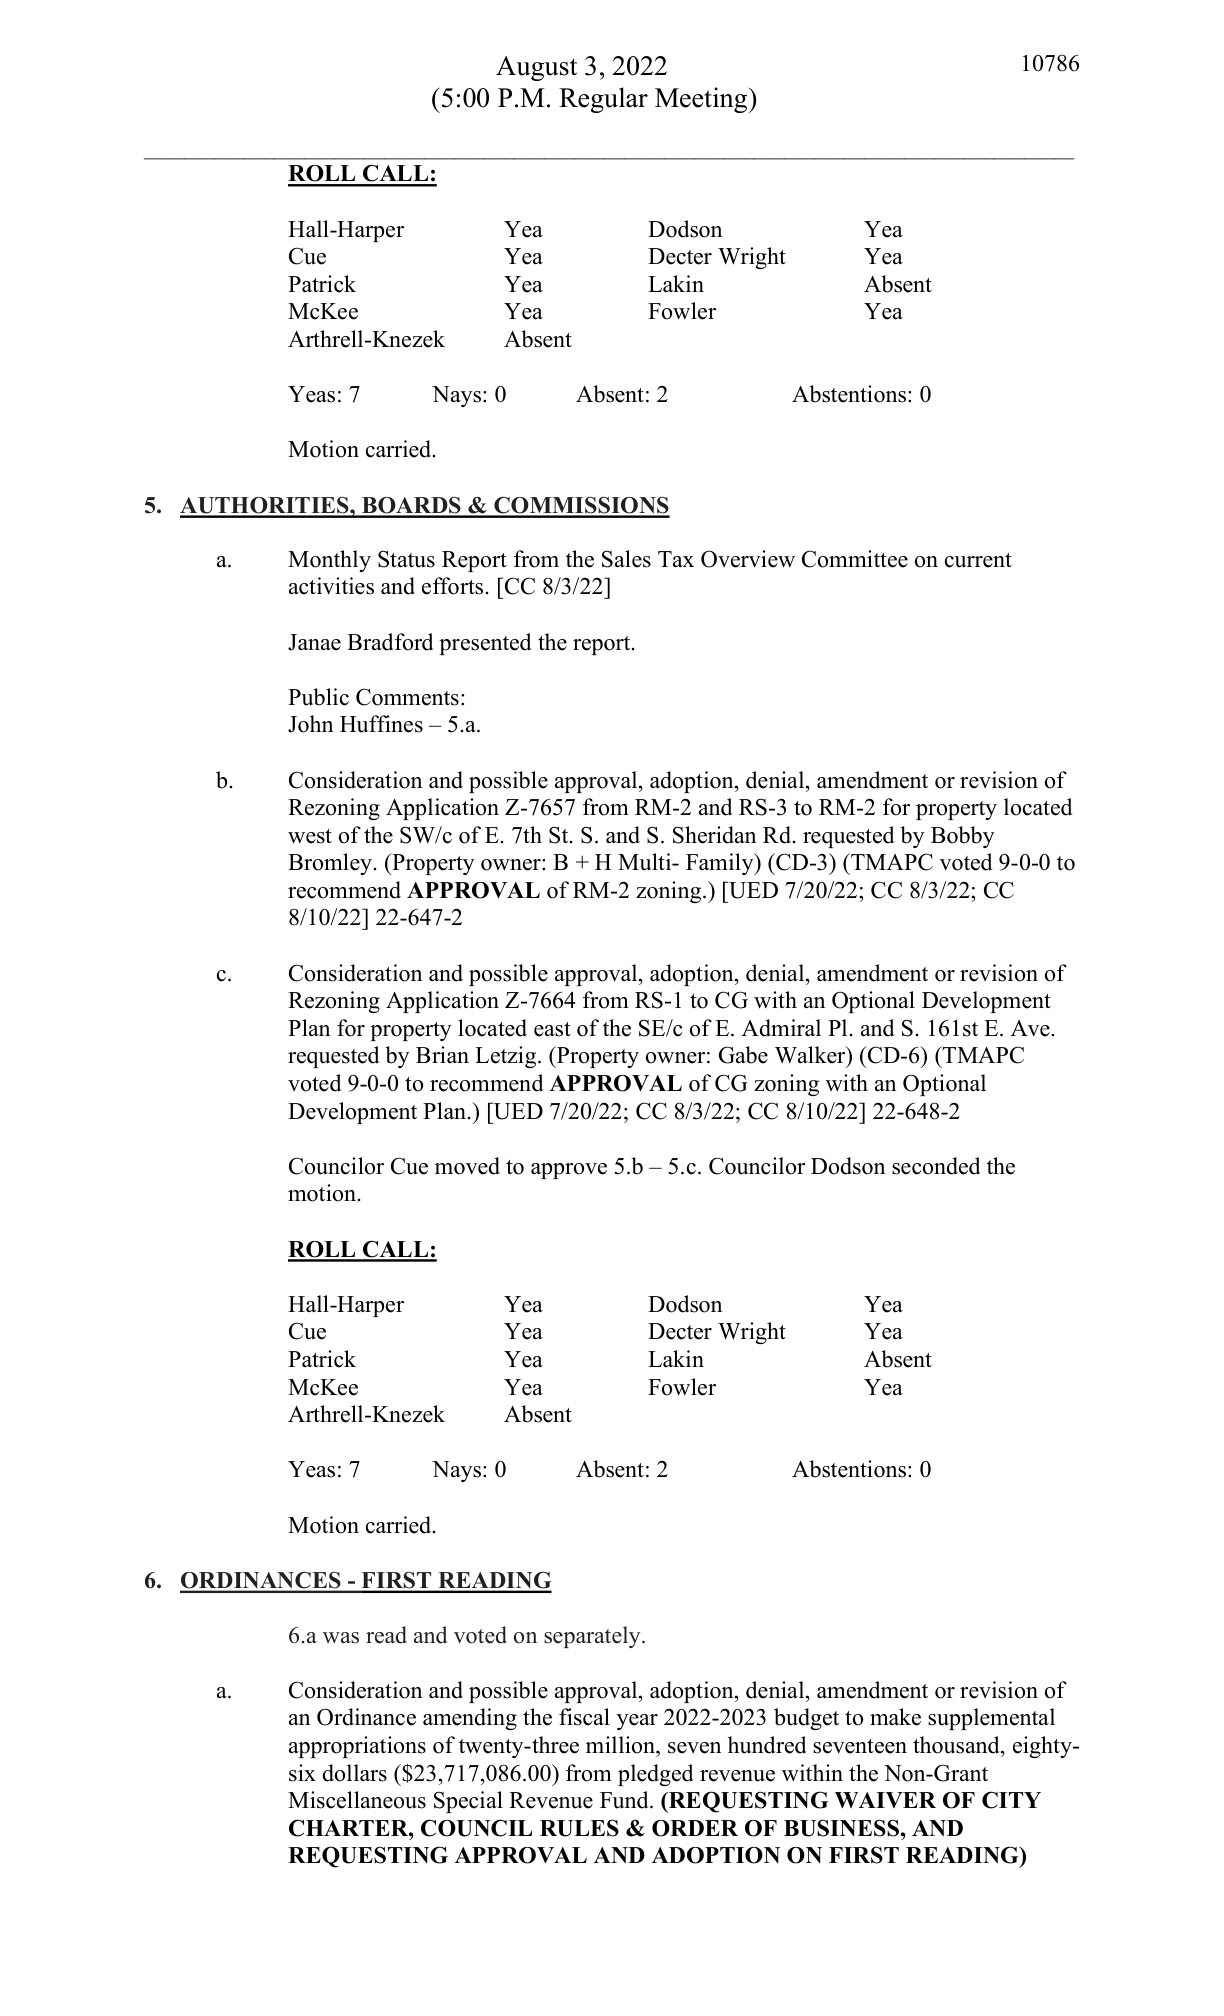 August 3, 2022
10786
(5:00 P.M. Regular Meeting)
ROLL CALL:
Hall-Harper Yea Dodson Yea
Cue Yea Decter Wright Yea
Patrick Yea Lakin Absent
McKee Yea Fowler Yea
Arthrell-Knezek Absent
Yeas: 7 Nays: 0 Absent: 2 Abstentions: 0
Motion carried.
5. AUTHORITIES, BOARDS & COMMISSIONS
a. Monthly Status Report from the Sales Tax Overview Committee on current
activities and efforts. [CC 8/3/22]
Janae Bradford presented the report.
Public Comments:
John Huffines – 5.a.
b. Consideration and possible approval, adoption, denial, amendment or revision of
Rezoning Application Z-7657 from RM-2 and RS-3 to RM-2 for property located
west of the SW/c of E. 7th St. S. and S. Sheridan Rd. requested by Bobby
Bromley. (Property owner: B + H Multi- Family) (CD-3) (TMAPC voted 9-0-0 to
recommend APPROVAL of RM-2 zoning.) [UED 7/20/22; CC 8/3/22; CC
8/10/22] 22-647-2
c. Consideration and possible approval, adoption, denial, amendment or revision of
Rezoning Application Z-7664 from RS-1 to CG with an Optional Development
Plan for property located east of the SE/c of E. Admiral Pl. and S. 161st E. Ave.
requested by Brian Letzig. (Property owner: Gabe Walker) (CD-6) (TMAPC
voted 9-0-0 to recommend APPROVAL of CG zoning with an Optional
Development Plan.) [UED 7/20/22; CC 8/3/22; CC 8/10/22] 22-648-2
Councilor Cue moved to approve 5.b – 5.c. Councilor Dodson seconded the
motion.
ROLL CALL:
Hall-Harper Yea Dodson Yea
Cue Yea Decter Wright Yea
Patrick Yea Lakin Absent
McKee Yea Fowler Yea
Arthrell-Knezek Absent
Yeas: 7 Nays: 0 Absent: 2 Abstentions: 0
Motion carried.
6. ORDINANCES - FIRST READING
6.a was read and voted on separately.
a. Consideration and possible approval, adoption, denial, amendment or revision of
an Ordinance amending the fiscal year 2022-2023 budget to make supplemental
appropriations of twenty-three million, seven hundred seventeen thousand, eighty-
six dollars ($23,717,086.00) from pledged revenue within the Non-Grant
Miscellaneous Special Revenue Fund. (REQUESTING WAIVER OF CITY
CHARTER, COUNCIL RULES & ORDER OF BUSINESS, AND
REQUESTING APPROVAL AND ADOPTION ON FIRST READING)